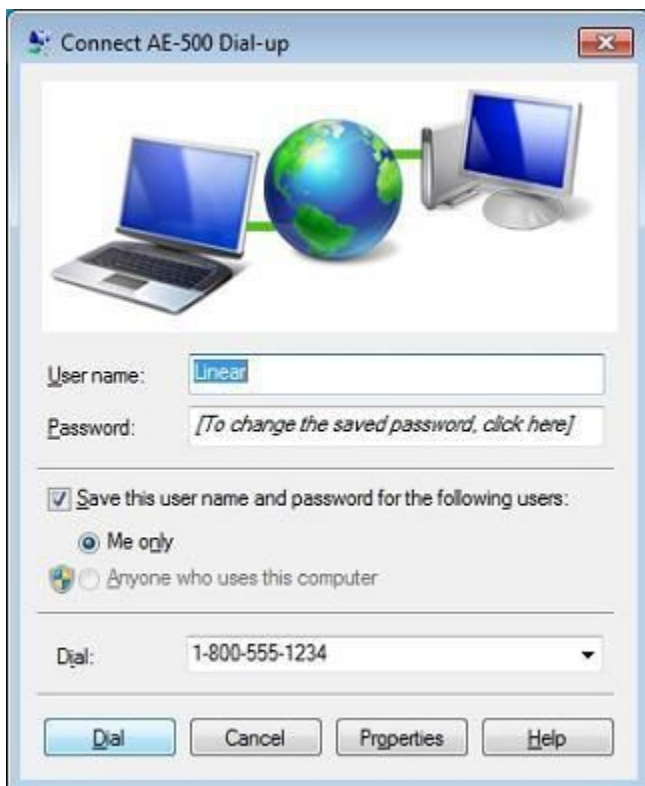 Connect AE-500 Dial-up
User name:
Linear
Password:
[To change the saved password, click here]
Save this user name and password for the following users:
Me only
Anyone who uses this computer
Dial:
1-800-555-1234
Dial
Cancel
Properties
Help